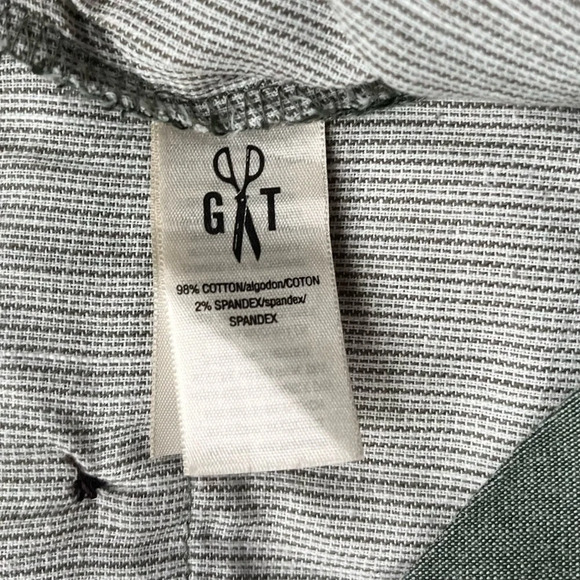 G T
98% COTTON/algodon/COTON
2% SPANDEX/spandex/
SPANDEX